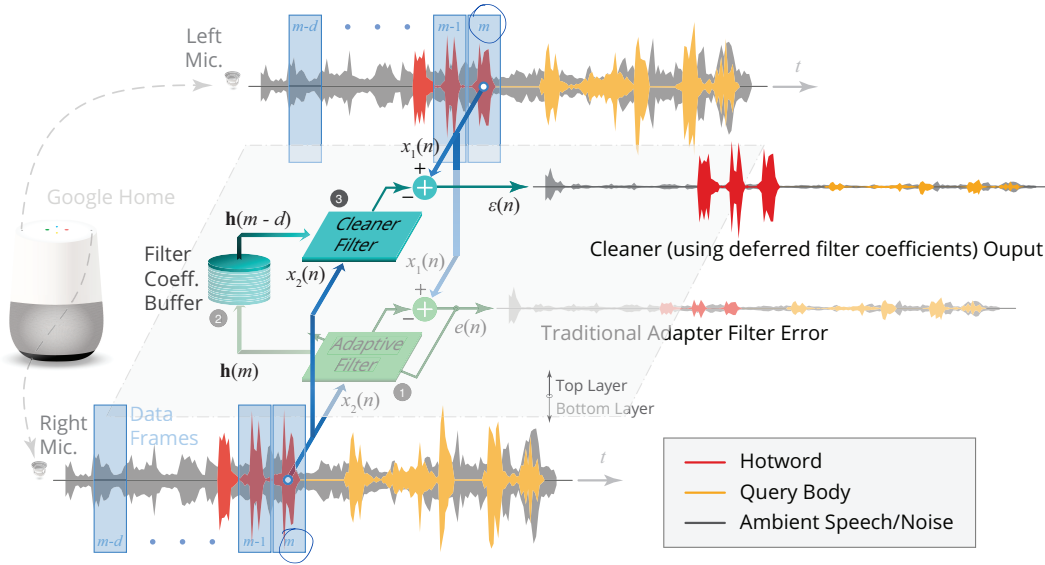 Left
Mic.
m-d
m-1
m
t
x₁(n)
+
−
ε(n)
Google Home
3
h(m - d)
Cleaner
Filter
Cleaner (using deferred filter coefficients) Ouput
Filter
Coeff.
Buffer
x₂(n)
x₁(n)
2
+
−
e(n)
Traditional Adapter Filter Error
Adaptive
Filter
h(m)
1
x₂(n)
Top Layer
Bottom Layer
Right
Mic.
Data
Frames
t
m-d
m-1
m
Hotword
Query Body
Ambient Speech/Noise